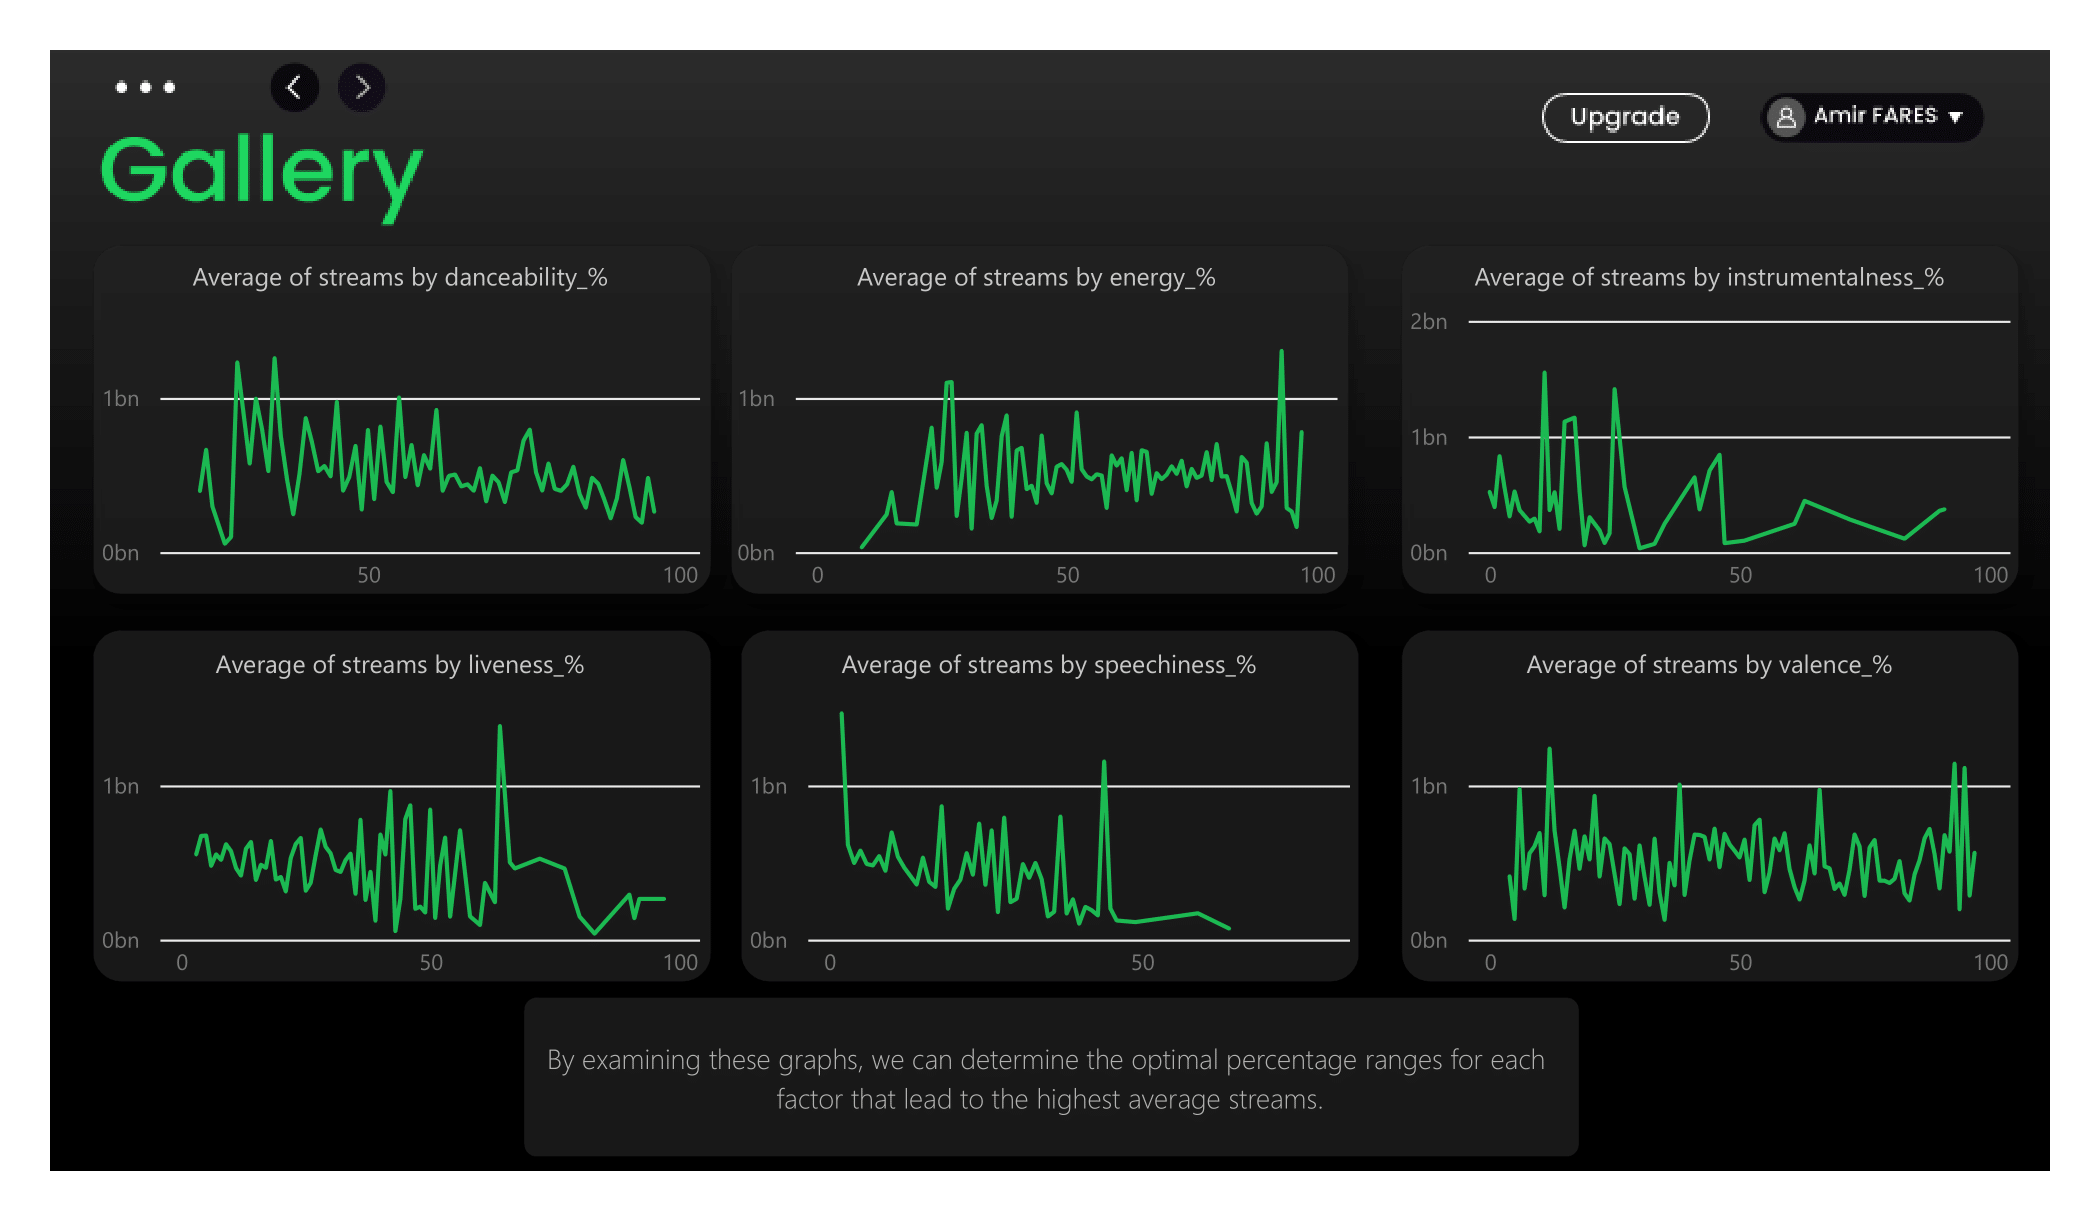 Upgrade
Amir FARES
Gallery
Average of streams by danceability_%
1bn
0bn
50
100
Average of streams by energy_%
1bn
0bn
0
50
100
Average of streams by instrumentalness_%
2bn
1bn
0bn
0
50
100
Average of streams by liveness_%
1bn
0bn
0
50
100
Average of streams by speechiness_%
1bn
0bn
0
50
Average of streams by valence_%
1bn
0bn
0
50
100
By examining these graphs, we can determine the optimal percentage ranges for each
factor that lead to the highest average streams.